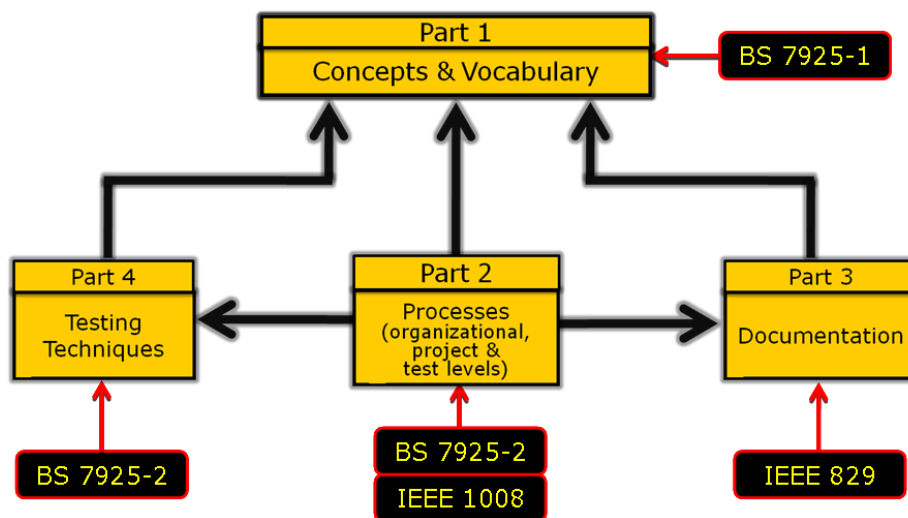 Part 1
Concepts & Vocabulary
BS 7925-1
Part 4
Testing
Techniques
Part 2
Processes
(organizational,
project &
test levels)
Part 3
Documentation
BS 7925-2
BS 7925-2
IEEE 1008
IEEE 829